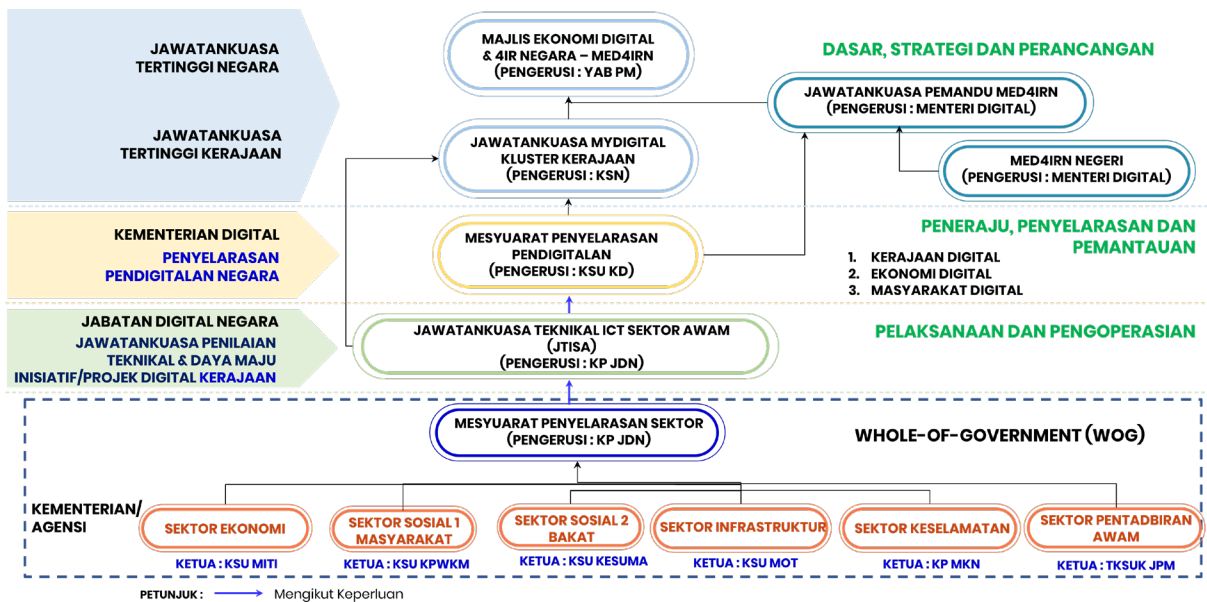 JAWATANKUASA
TERTINGGI NEGARA
MAJLIS EKONOMI DIGITAL
& 4IR NEGARA – MED4IRN
(PENGERUSI : YAB PM)
DASAR, STRATEGI DAN PERANCANGAN
JAWATANKUASA PEMANDU MED4IRN
(PENGERUSI : MENTERI DIGITAL)
JAWATANKUASA
TERTINGGI KERAJAAN
JAWATANKUASA MYDIGITAL
KLUSTER KERAJAAN
(PENGERUSI : KSN)
MED4IRN NEGERI
(PENGERUSI : MENTERI DIGITAL)
KEMENTERIAN DIGITAL
PENYELARASAN
PENDIGITALAN NEGARA
MESYUARAT PENYELARASAN
PENDIGITALAN
(PENGERUSI : KSU KD)
PENERAJU, PENYELARASAN DAN
PEMANTAUAN
1. KERAJAAN DIGITAL
2. EKONOMI DIGITAL
3. MASYARAKAT DIGITAL
JABATAN DIGITAL NEGARA
JAWATANKUASA PENILAIAN
TEKNIKAL & DAYA MAJU
INISIATIF/PROJEK DIGITAL KERAJAAN
JAWATANKUASA TEKNIKAL ICT SEKTOR AWAM
(JTISA)
(PENGERUSI : KP JDN)
PELAKSANAAN DAN PENGOPERASIAN
MESYUARAT PENYELARASAN SEKTOR
(PENGERUSI : KP JDN)
WHOLE-OF-GOVERNMENT (WOG)
KEMENTERIAN/
AGENSI
SEKTOR EKONOMI
KETUA : KSU MITI
SEKTOR SOSIAL 1
MASYARAKAT
KETUA : KSU KPWKM
SEKTOR SOSIAL 2
BAKAT
KETUA : KSU KESUMA
SEKTOR INFRASTRUKTUR
KETUA : KSU MOT
SEKTOR KESELAMATAN
KETUA : KP MKN
SEKTOR PENTADBIRAN
AWAM
KETUA : TKSUK JPM
PETUNJUK : Mengikut Keperluan